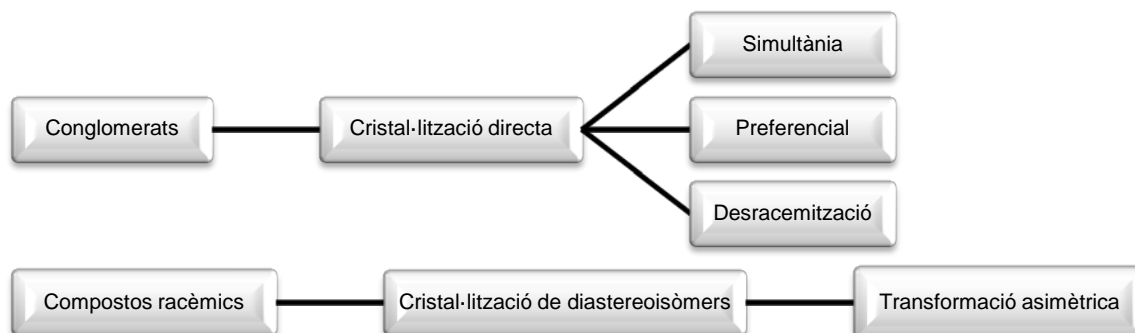 Simultània
Conglomerats
Cristal·lització directa
Preferencial
Desracemització
Compostos racèmics
Cristal·lització de diastereoisòmers
Transformació asimètrica